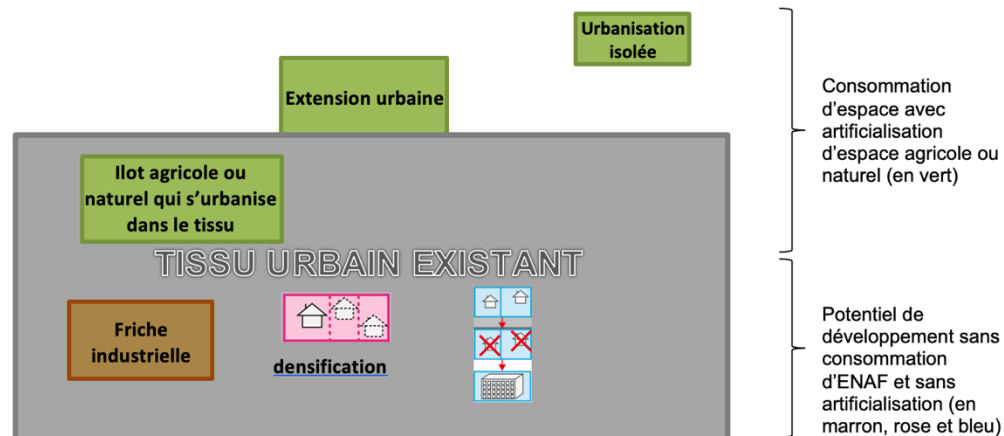 Urbanisation
isolée
Extension urbaine
Consommation
d'espace avec
artificialisation
d'espace agricole ou
naturel (en vert)
Ilot agricole ou
naturel qui s'urbanise
dans le tissu
TISSU URBAIN EXISTANT
Friche
industrielle
densification
Potentiel de
développement sans
consommation
d'ENAF et sans
artificialisation (en
marron, rose et bleu)